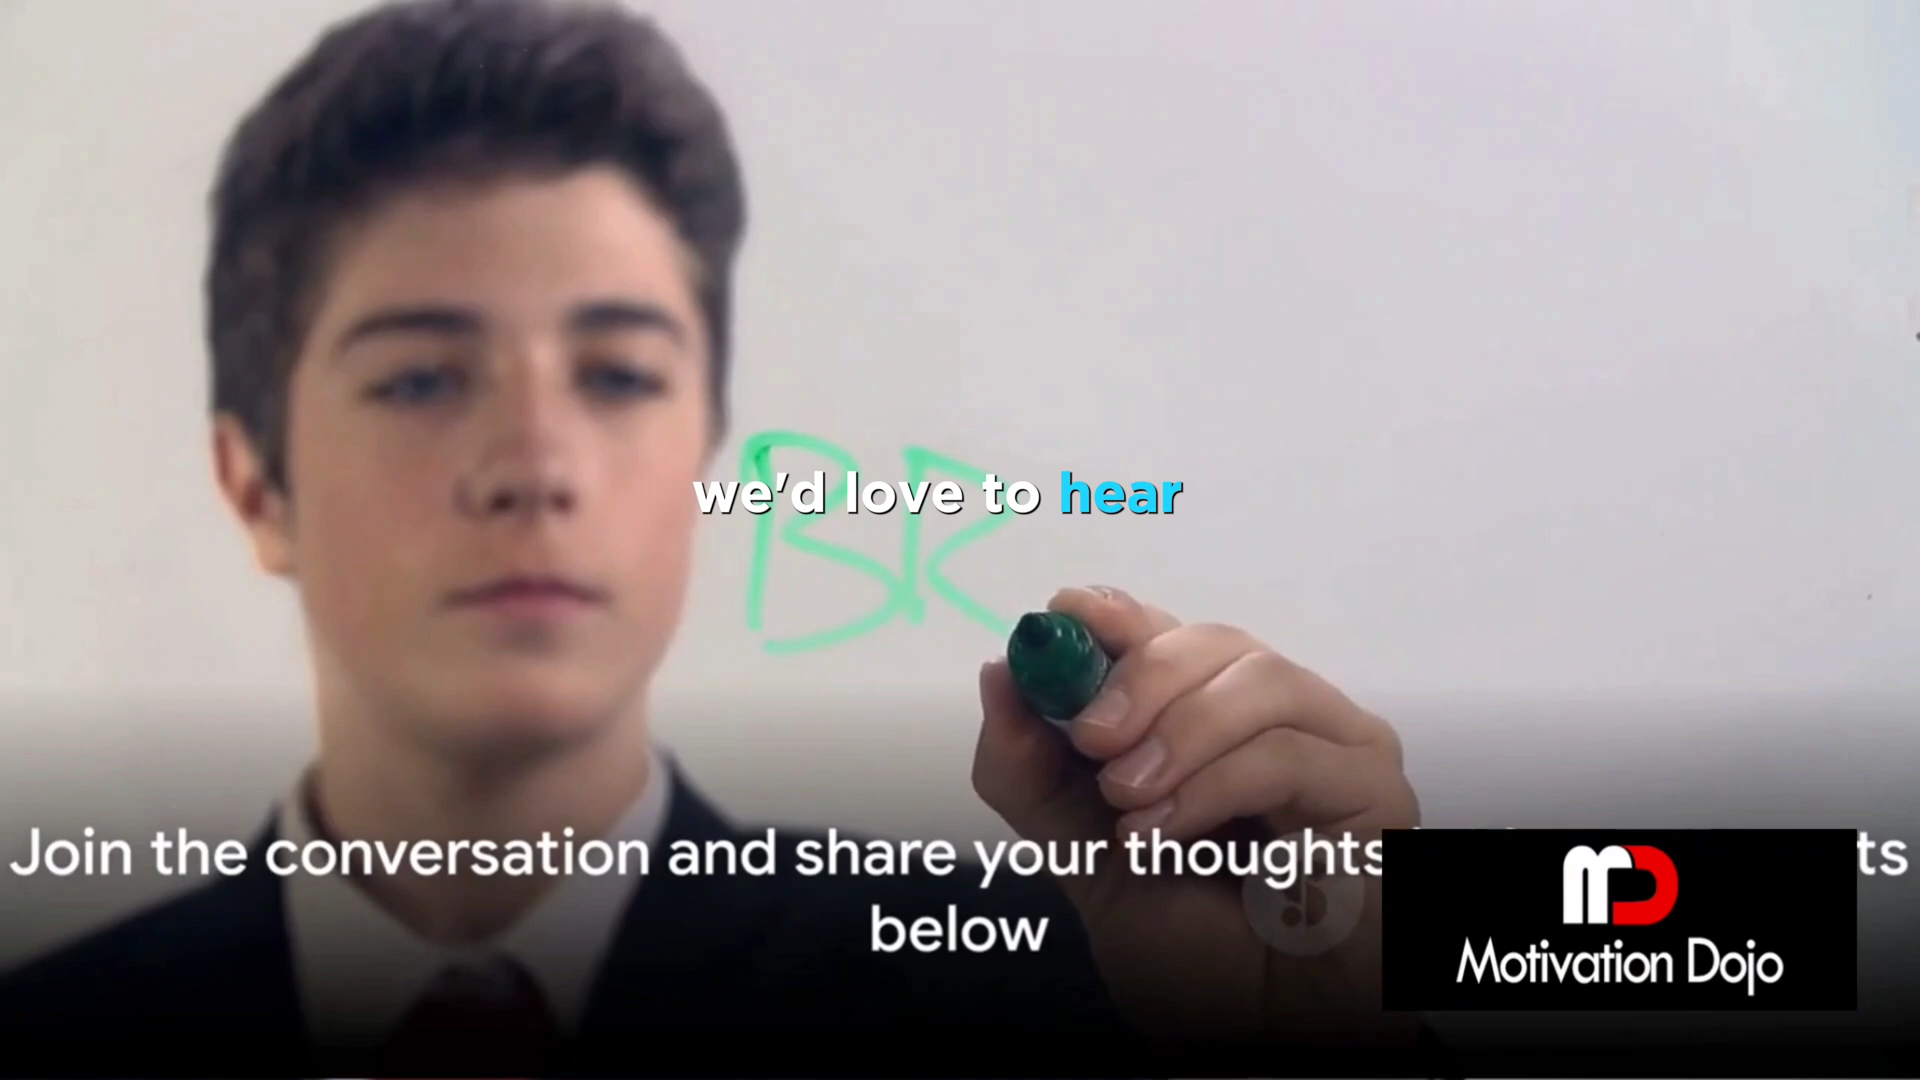 BR
we'd love to hear
Join the conversation and share your thoughts ts
below
Motivation Dojo